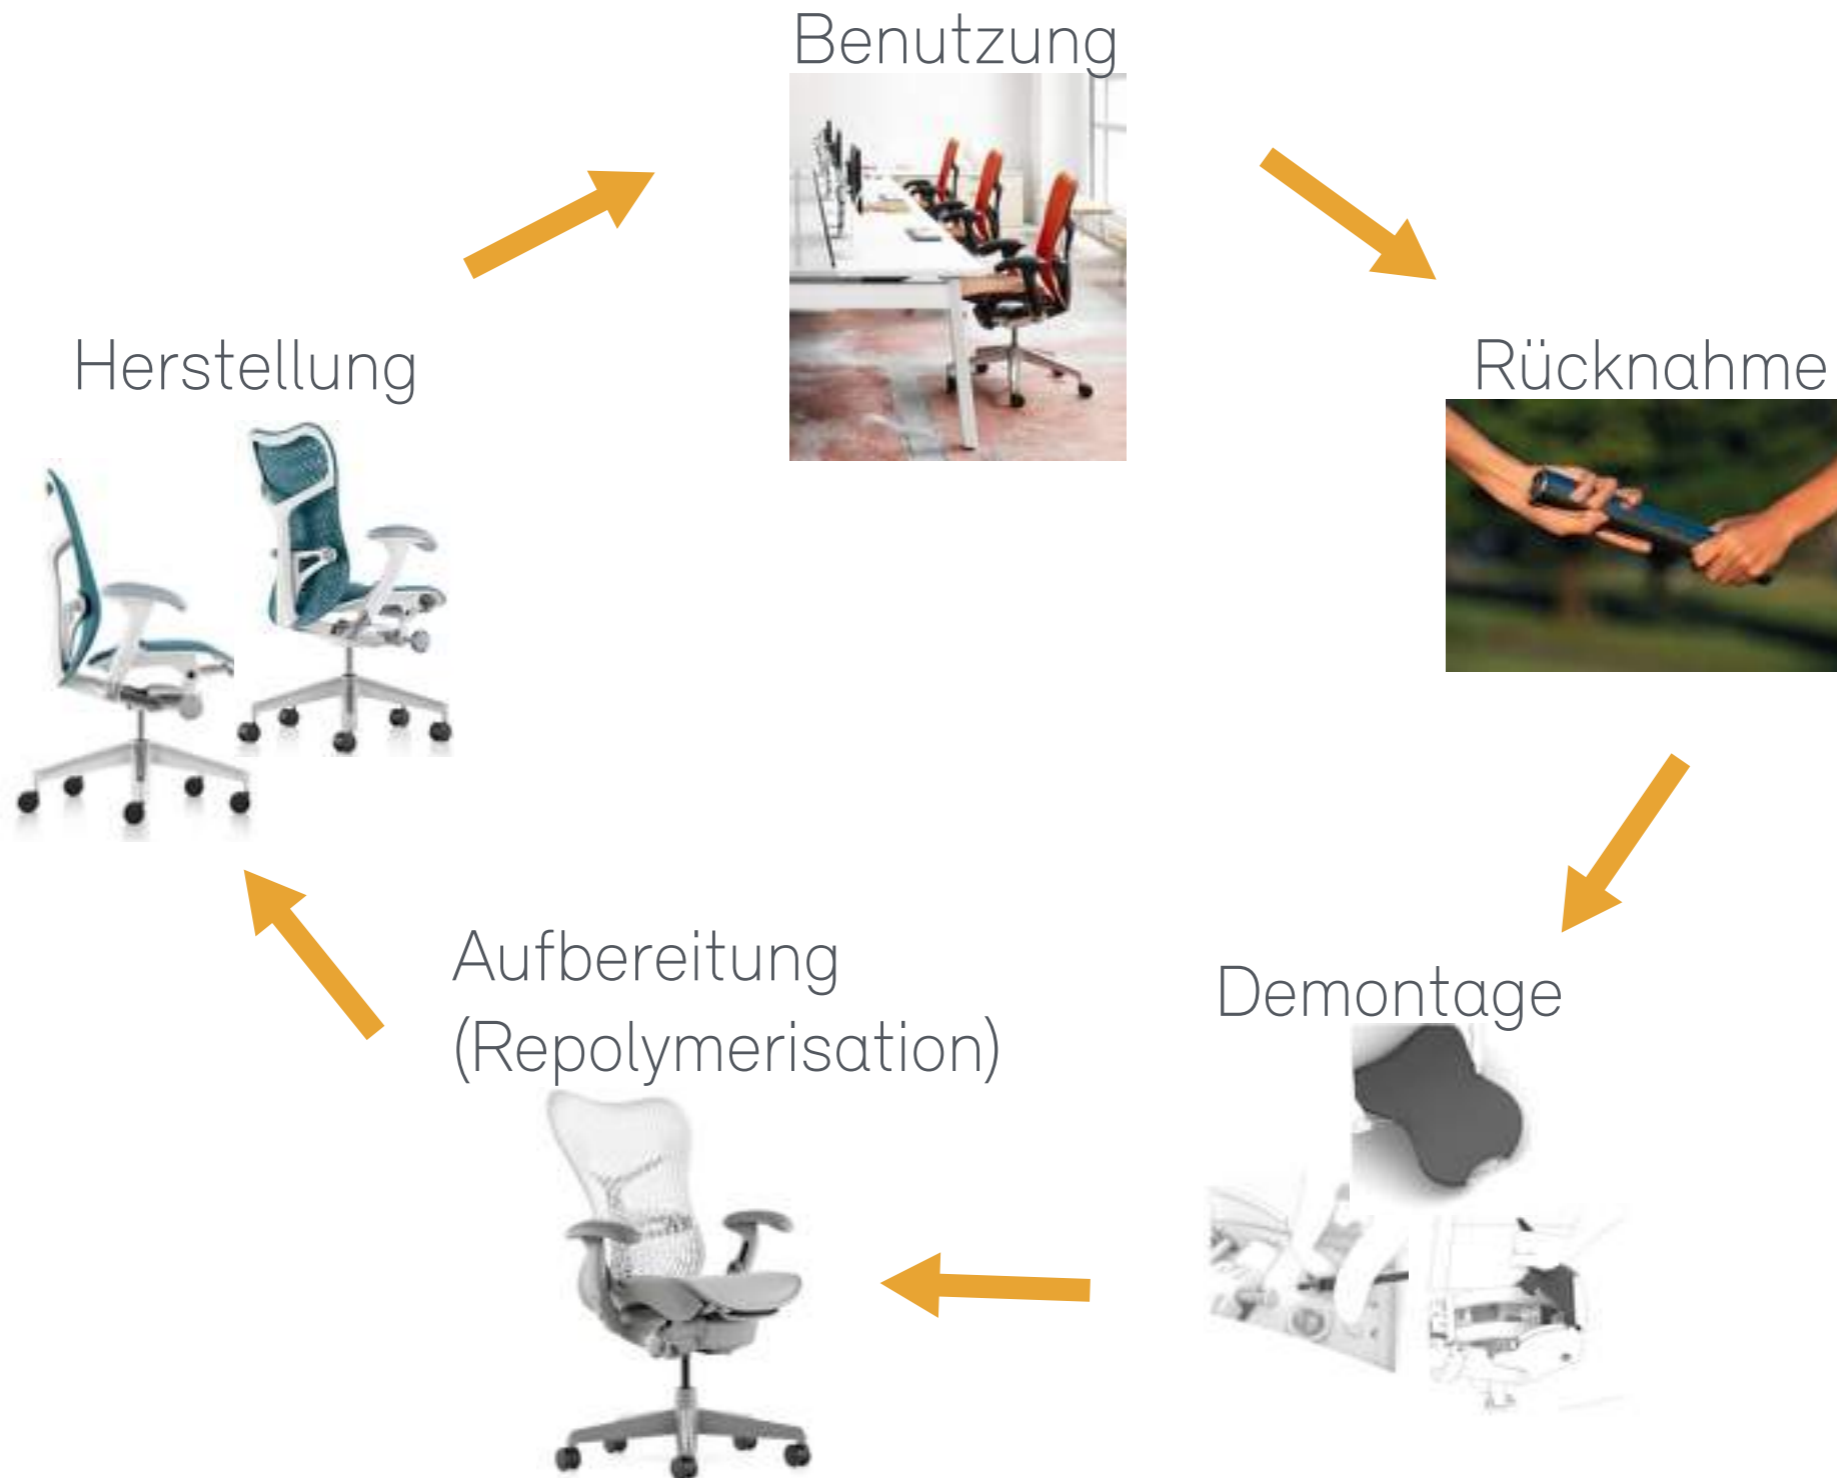 Benutzung
Herstellung
Rücknahme
Aufbereitung
(Repolymerisation)
Demontage